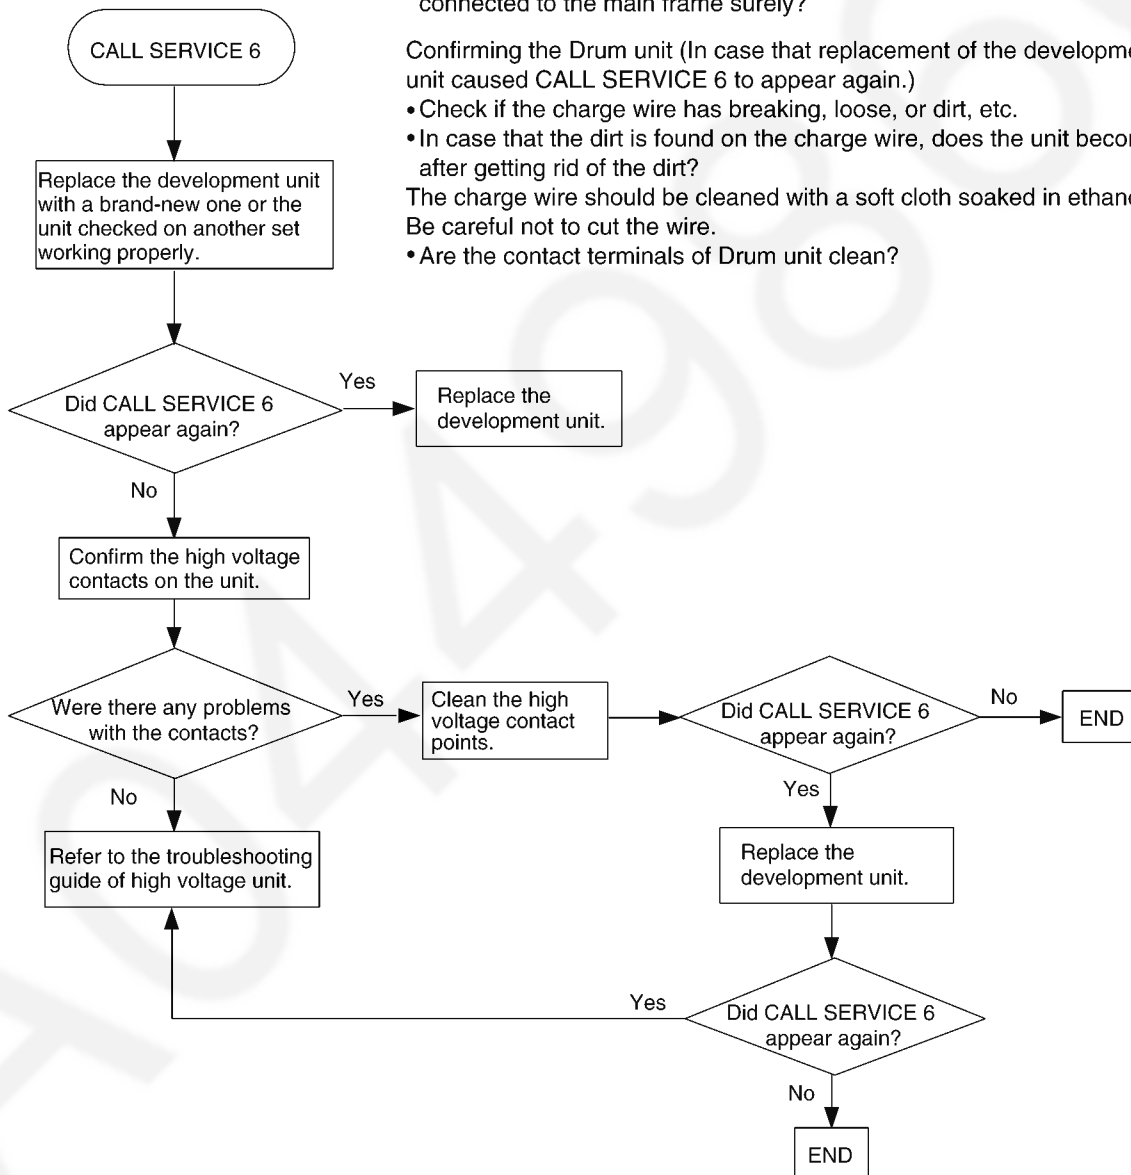 connected to the main frame surely?
CALL SERVICE 6
Confirming the Drum unit (In case that replacement of the
unit caused CALL SERVICE 6 to appear again.)
• Check if the charge wire has breaking, loose, or dirt, etc.
• In case that the dirt is found on the charge wire, does the unit
after getting rid of the dirt?
The charge wire should be cleaned with a soft cloth soaked in
Be careful not to cut the wire.
• Are the contact terminals of Drum unit clean?
Replace the development unit
with a brand-new one or the
unit checked on another set
working properly.
Did CALL SERVICE 6
appear again?
Yes
Replace the
development unit.
No
Confirm the high voltage
contacts on the unit.
Were there any problems
with the contacts?
Yes
Clean the high
voltage contact
points.
Did CALL SERVICE 6
appear again?
No
END
No
Refer to the troubleshooting
guide of high voltage unit.
Yes
Replace the
development unit.
Did CALL SERVICE 6
appear again?
Yes
No
END